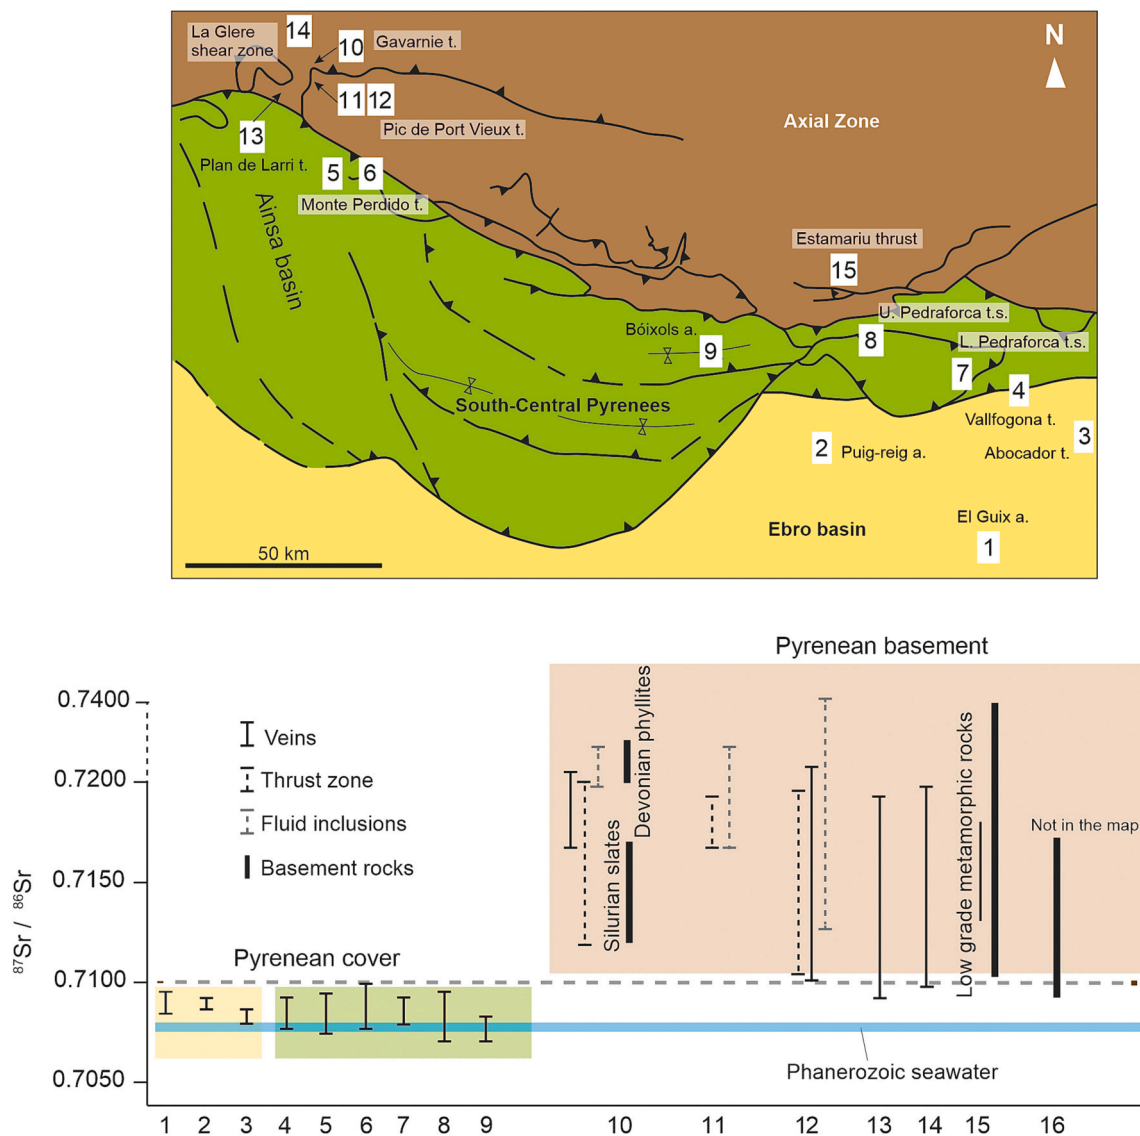 La Glere
shear zone
14
10
Gavarnie t.
N
11
12
13
Pic de Port Vieux t.
Axial Zone
Plan de Larri t.
5
6
Monte Perdido t.
Ainsa basin
Estamariu thrust
15
U. Pedraforca t.s.
Bóixols a.
9
8
L. Pedraforca t.s.
7
4
South-Central Pyrenees
Vallfogona t.
2
Puig-reig a.
3
Abocador t.
El Guix a.
Ebro basin
1
50 km
Pyrenean basement
0.7400
Veins
Thrust zone
0.7200
Fluid inclusions
Basement rocks
Devonian phyllites
Silurian slates
Low grade metamorphic rocks
Not in the map
0.7150
87Sr / 86Sr
Pyrenean cover
0.7100
Phanerozoic seawater
0.7050
1 2 3 4 5 6 7 8 9 10 11 12 13 14 15 16